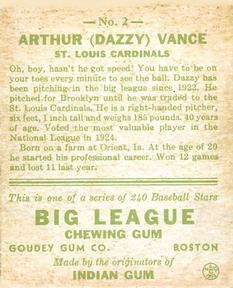 — No. 2 —
ARTHUR (DAZZY) VANCE
ST. LOUIS CARDINALS
Oh, boy, hasn't he got speed! You have to be on
your toes every minute to see the ball. Dazzy has
been pitching in the big league since 1922. He
pitched for Brooklyn until he was traded to the
St. Louis Cardinals. He is a right-handed pitcher,
six feet, 1 inch tall and weighs 185 pounds. 40 years
of age. Voted the most valuable player in the
National League in 1924.
Born on a farm at Orient, Ia. At the age of 20
he started his professional career. Won 12 games
and lost 11 last year.
This is one of a series of 240 Baseball Stars
BIG LEAGUE
CHEWING GUM
GOUDEY GUM CO. BOSTON
Made by the originators of
INDIAN GUM